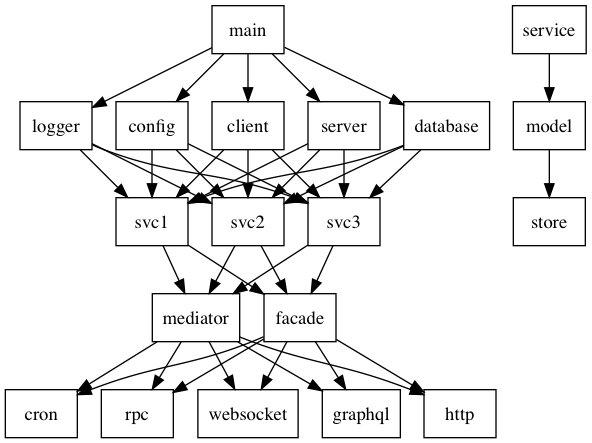 main
service
logger
config
client
server
database
model
svc1
svc2
svc3
store
mediator
facade
cron
rpc
websocket
graphql
http